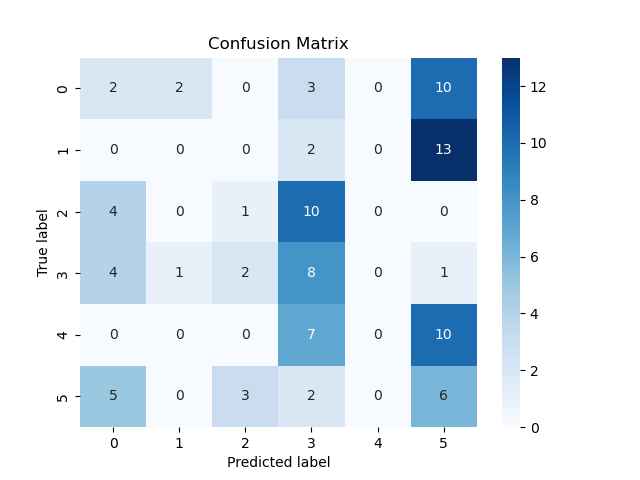 Confusion Matrix
0 2 2 0 3 0 10
1 0 0 0 2 0 13
2 4 0 1 10 0 0
3 4 1 2 8 0 1
4 0 0 0 7 0 10
5 5 0 3 2 0 6
0 1 2 3 4 5
True label
Predicted label
12
10
8
6
4
2
0